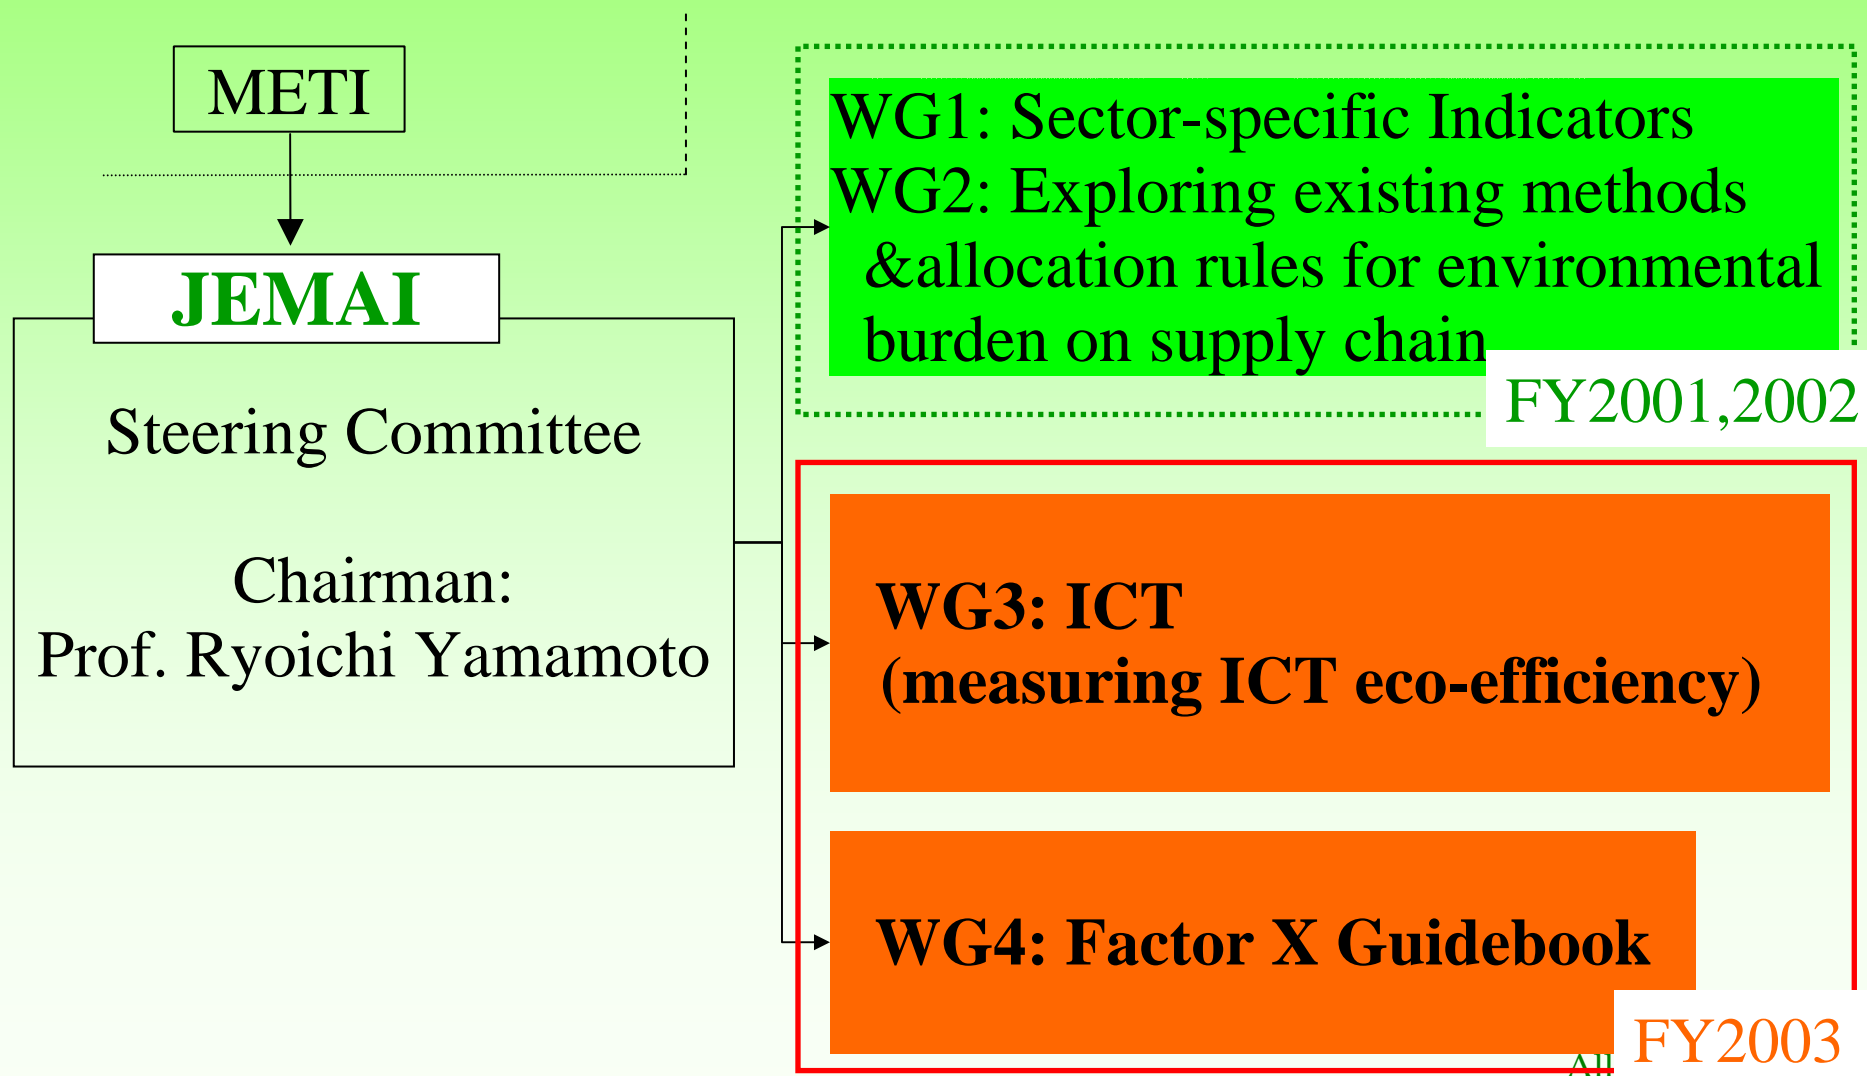 METI
JEMAI
Steering Committee
Chairman:
Prof. Ryoichi Yamamoto
WG1: Sector-specific Indicators
WG2: Exploring existing methods
&allocation rules for environmental
burden on supply chain
FY2001,2002
WG3: ICT
(measuring ICT eco-efficiency)
WG4: Factor X Guidebook
FY2003
All